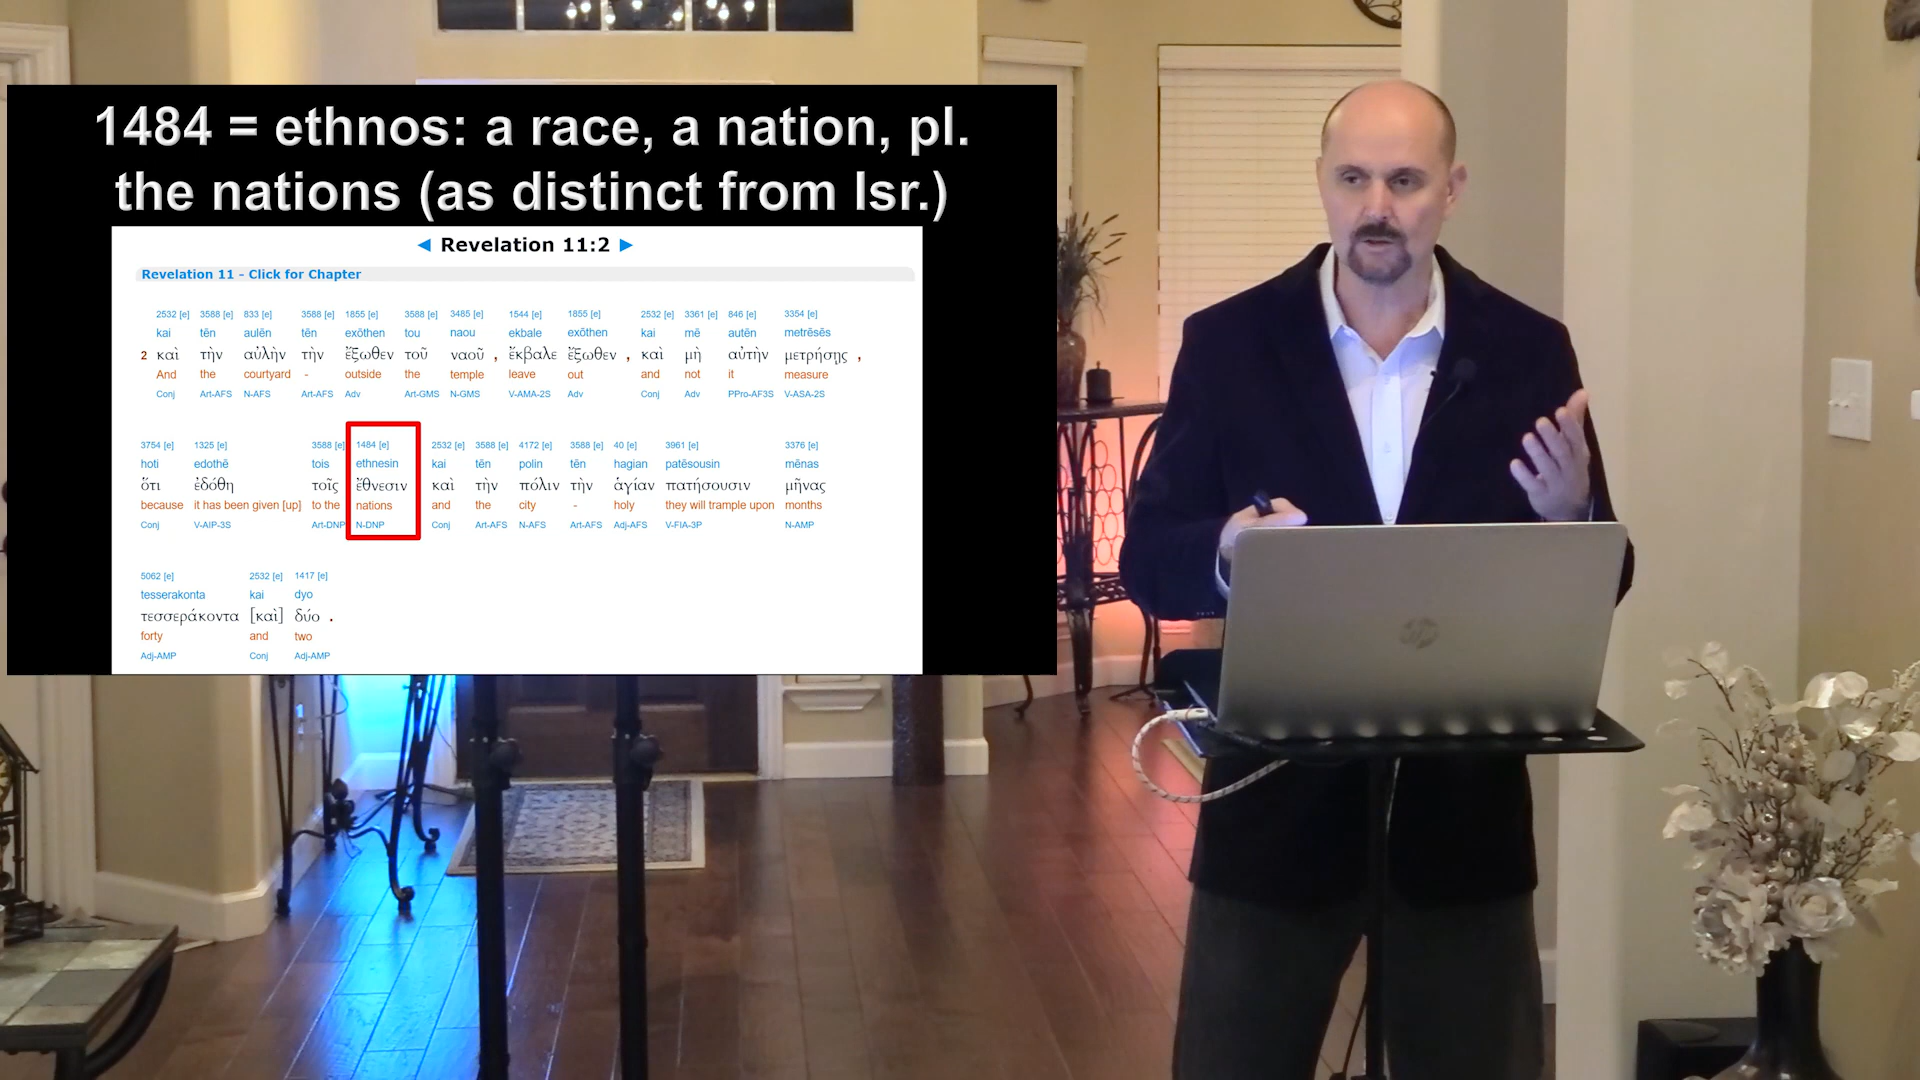 1484 = ethnos: a race, a nation, pl.
the nations (as distinct from Isr.)
◄ Revelation 11:2 ►
Revelation 11 - Click for Chapter
2532 [e] 3588 [e] 833 [e] 3588 [e] 1855 [e] 3588 [e] 3485 [e] 1544 [e] 1855 [e] 2532 [e] 3361 [e] 846 [e] 3354 [e]
kai tēn aulēn tēn exōthen tou naou ekbale exōthen kai mē autēn metrēsēs
2 καὶ τὴν αὐλὴν τὴν ἔξωθεν τοῦ ναοῦ , ἔκβαλε ἔξωθεν , καὶ μὴ αὐτὴν μετρήσῃς ,
And the courtyard - outside the temple leave out and not it measure
Conj Art-AFS N-AFS Art-AFS Adv Art-GMS N-GMS V-AMA-2S Adv Conj Adv PPro-AF3S V-ASA-2S
3754 [e] 1325 [e] 3588 [e] 1484 [e] 2532 [e] 3588 [e] 4172 [e] 3588 [e] 40 [e] 3961 [e] 3376 [e]
hoti edothē tois ethnesin kai tēn polin tēn hagian patēsousin mēnas
ὅτι ἐδόθη τοῖς ἔθνεσιν καὶ τὴν πόλιν τὴν ἁγίαν πατήσουσιν μῆνας
because it has been given [up] to the nations and the city - holy they will trample upon months
Conj V-AIP-3S Art-DNP N-DNP Conj Art-AFS N-AFS Art-AFS Adj-AFS V-FIA-3P N-AMP
5062 [e] 2532 [e] 1417 [e]
tesserakonta kai dyo
τεσσεράκοντα [καὶ] δύο .
forty and two
Adj-AMP Conj Adj-AMP
hp